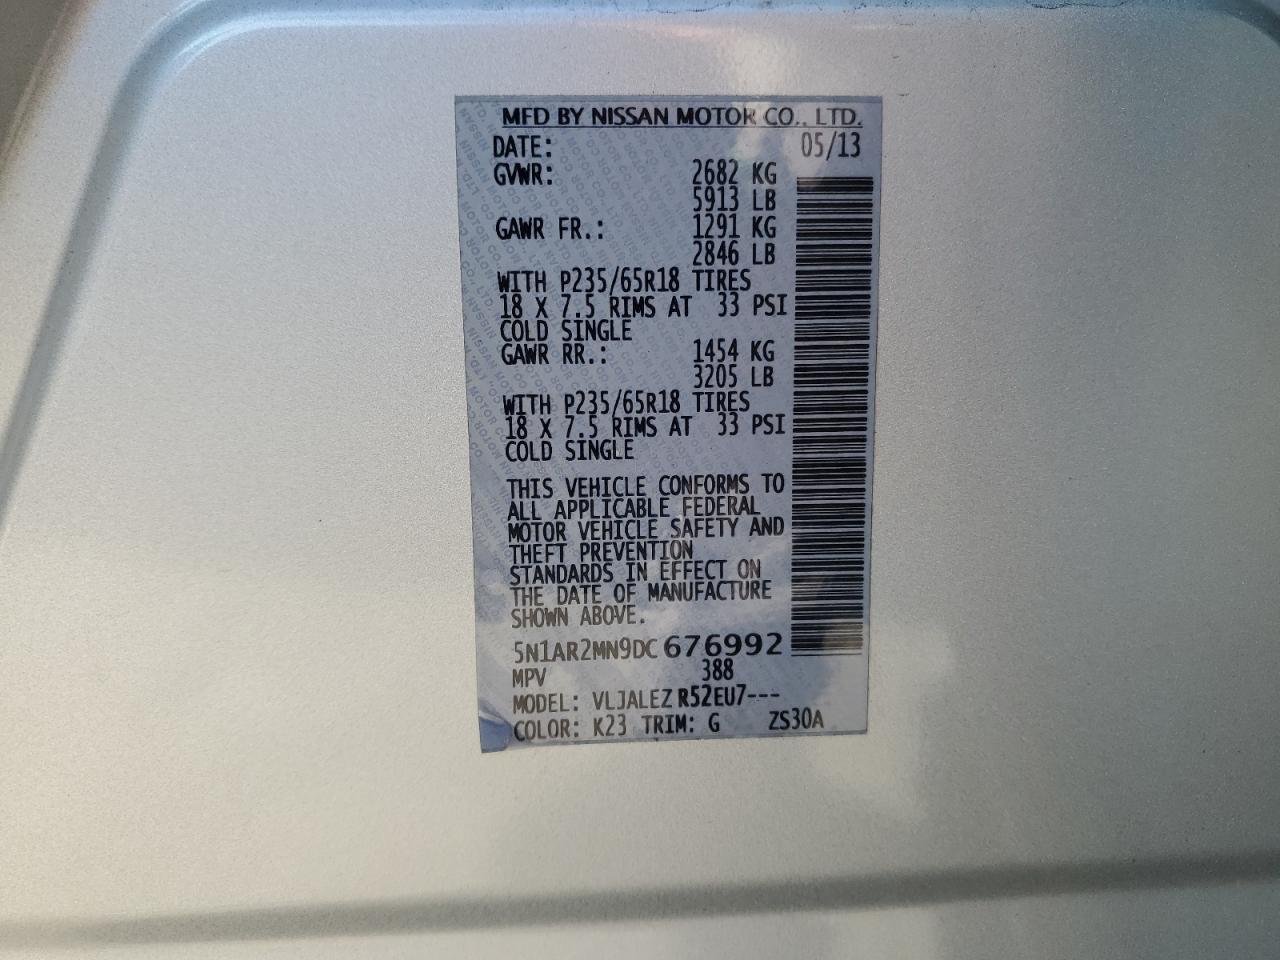 MFD BY NISSAN MOTOR CO., LTD.
DATE: 05/13
GVWR: 2682 KG
5913 LB
GAWR FR.: 1291 KG
2846 LB
WITH P235/65R18 TIRES
18 X 7.5 RIMS AT 33 PSI
COLD SINGLE
GAWR RR.: 1454 KG
3205 LB
WITH P235/65R18 TIRES
18 X 7.5 RIMS AT 33 PSI
COLD SINGLE
THIS VEHICLE CONFORMS TO
ALL APPLICABLE FEDERAL
MOTOR VEHICLE SAFETY AND
THEFT PREVENTION
STANDARDS IN EFFECT ON
THE DATE OF MANUFACTURE
SHOWN ABOVE.
5N1AR2MN9DC676992
MPV 388
MODEL: VLJALEZ R52EU7---
COLOR: K23 TRIM: G ZS30A